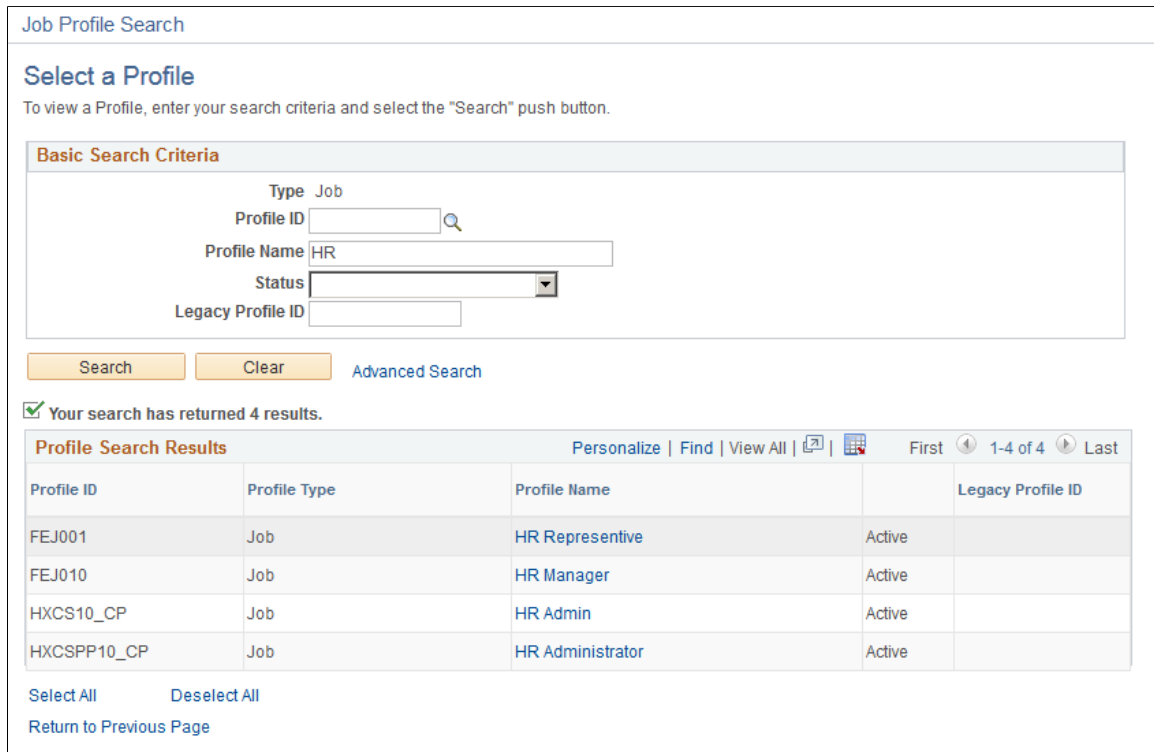 Job Profile Search
Select a Profile
To view a Profile, enter your search criteria and select the "Search" push button.
Basic Search Criteria
Type Job
Profile ID
Profile Name HR
Status
Legacy Profile ID
Search Clear Advanced Search
Your search has returned 4 results.
Profile Search Results Personalize | Find | View All | | First 1-4 of 4 Last
Profile ID Profile Type Profile Name Legacy Profile ID
FEJ001 Job HR Representive Active
FEJ010 Job HR Manager Active
HXCS10_CP Job HR Admin Active
HXCSPP10_CP Job HR Administrator Active
Select All Deselect All
Return to Previous Page